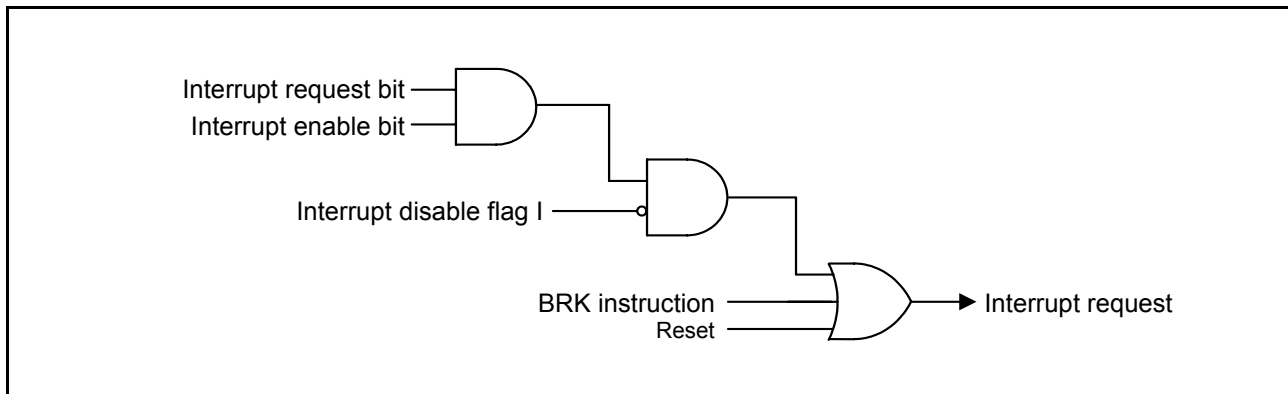 Interrupt request bit
Interrupt enable bit
Interrupt disable flag I
BRK instruction
Reset
Interrupt request